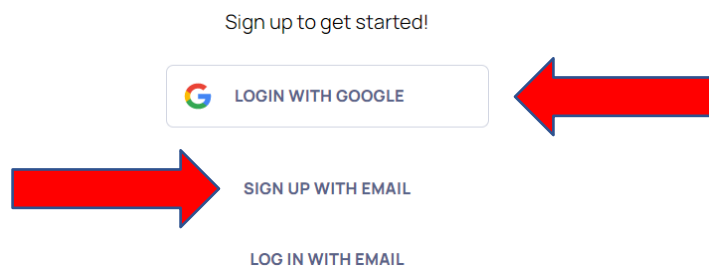 Sign up to get started!
LOGIN WITH GOOGLE
SIGN UP WITH EMAIL
LOG IN WITH EMAIL